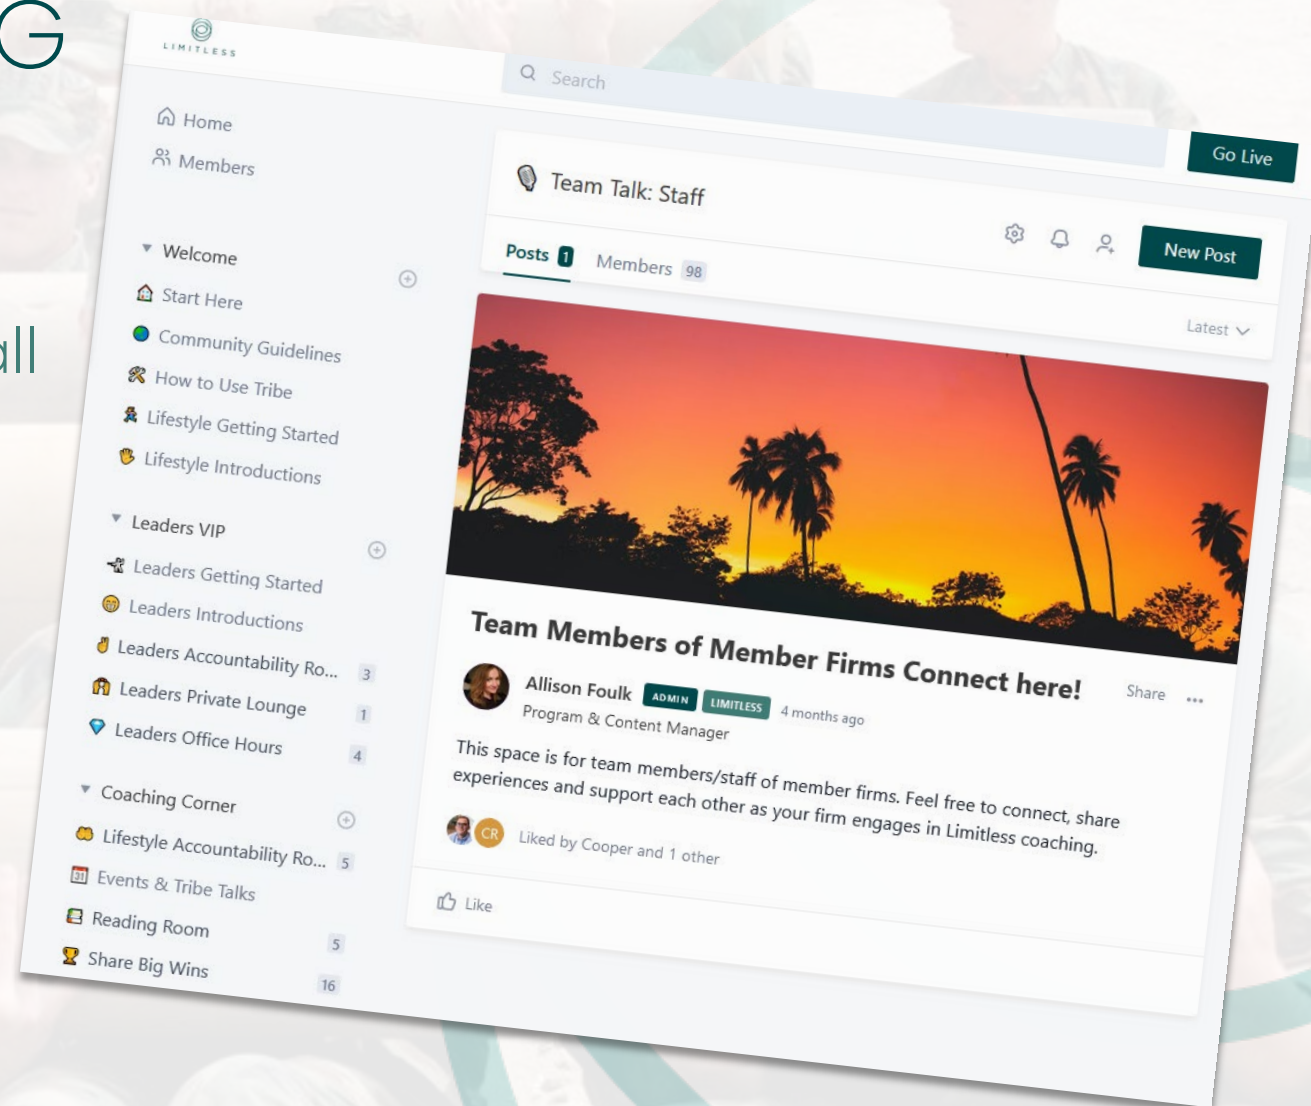 G
all
LIMITLESS
Search
Go Live
Home
Members
Welcome
Start Here
Community Guidelines
How to Use Tribe
Lifestyle Getting Started
Lifestyle Introductions
Leaders VIP
Leaders Getting Started
Leaders Introductions
Leaders Accountability Ro... 3
Leaders Private Lounge 1
Leaders Office Hours 4
Coaching Corner
Lifestyle Accountability Ro... 5
31 Events & Tribe Talks
Reading Room 5
Share Big Wins 16
Team Talk: Staff
New Post
Posts 1 Members 98
Latest
Team Members of Member Firms Connect here!
Share
Allison Foulk ADMIN LIMITLESS 4 months ago
Program & Content Manager
This space is for team members/staff of member firms. Feel free to connect, share
experiences and support each other as your firm engages in Limitless coaching.
CR Liked by Cooper and 1 other
Like